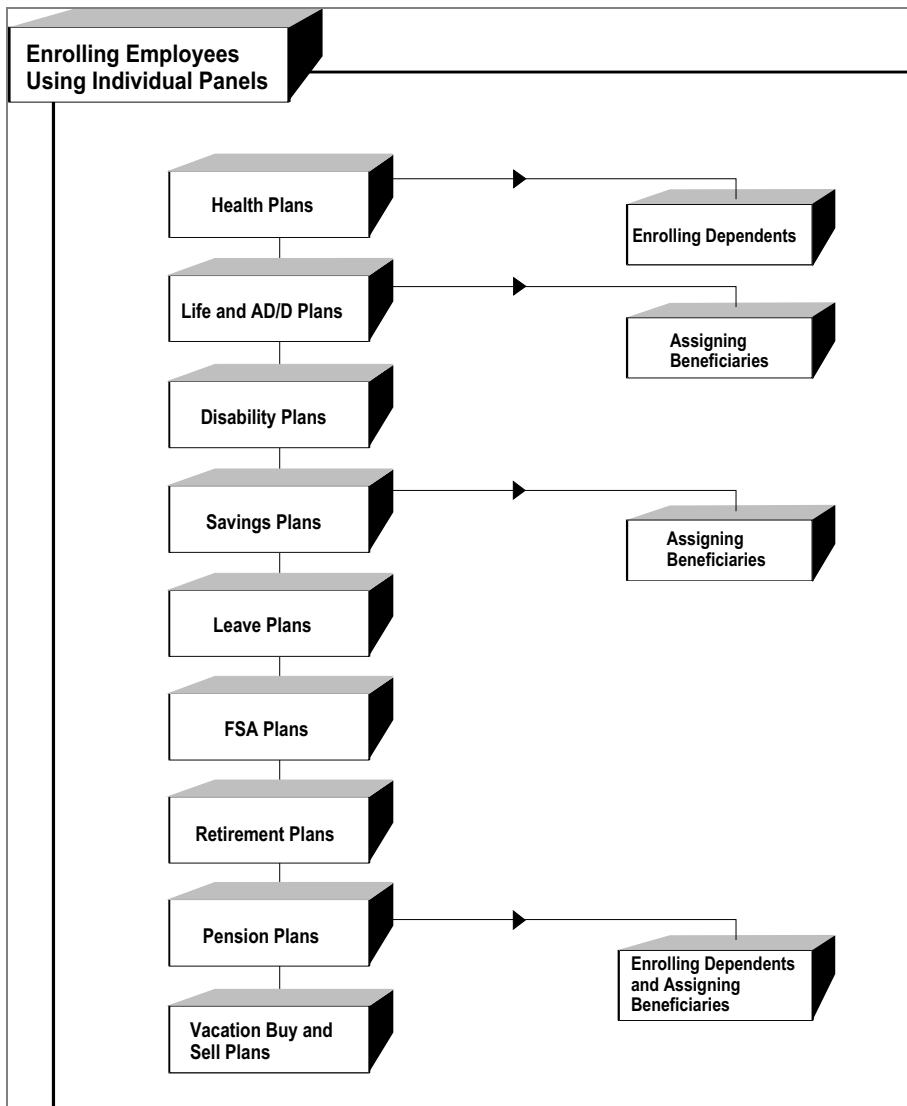 Enrolling Employees
Using Individual Panels
Health Plans
Enrolling Dependents
Life and AD/D Plans
Assigning
Beneficiaries
Disability Plans
Savings Plans
Assigning
Beneficiaries
Leave Plans
FSA Plans
Retirement Plans
Pension Plans
Enrolling Dependents
and Assigning
Beneficiaries
Vacation Buy and
Sell Plans